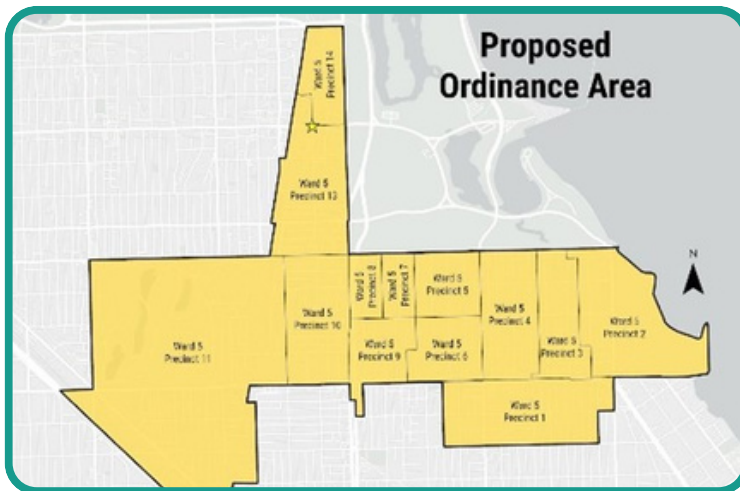 Proposed
Ordinance Area
Ward 5
Precinct 14
Ward 5
Precinct 13
N
Ward 5
Precinct 8
Ward 5
Precinct 7
Ward 5
Precinct 5
Ward 5
Precinct 10
Ward 5
Precinct 4
Ward 5
Precinct 2
Ward 5
Precinct 11
Ward 5
Precinct 9
Ward 5
Precinct 6
Ward 5
Precinct 3
Ward 5
Precinct 1